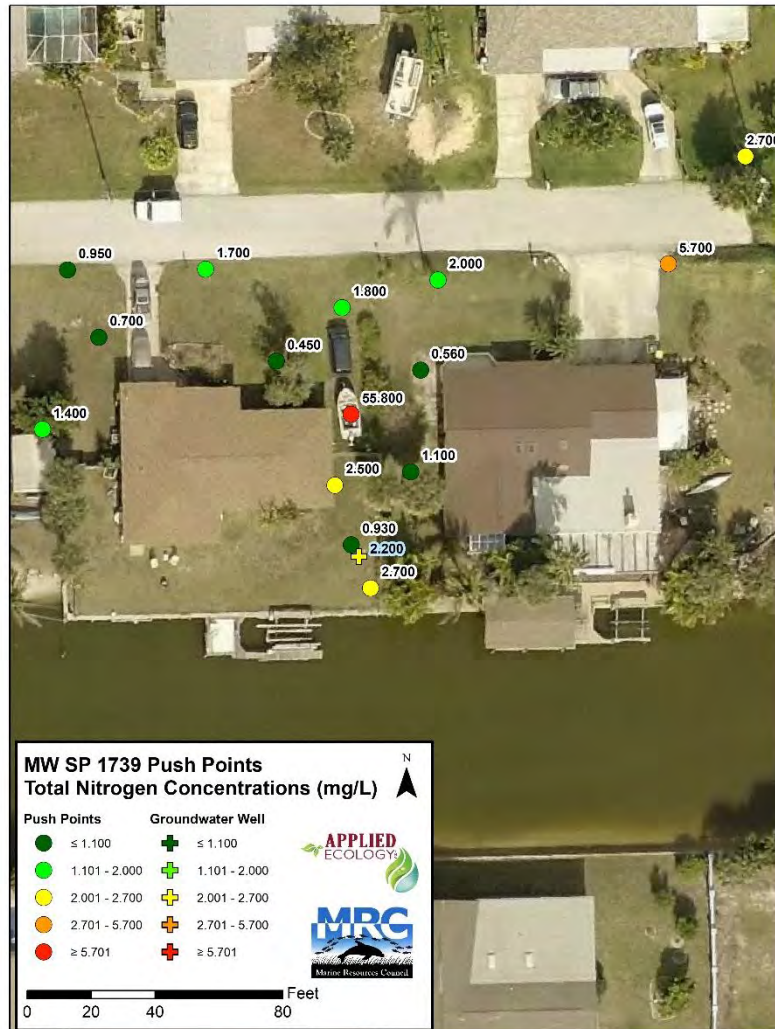 2.700
5.700
0.950
1.700
2.000
1.800
0.700
0.450
0.560
55.800
1.400
1.100
2.500
0.930
2.200
2.700
MW SP 1739 Push Points
Total Nitrogen Concentrations (mg/L)
N
Push Points Groundwater Well
≤ 1.100 ≤ 1.100
1.101 - 2.000 1.101 - 2.000
2.001 - 2.700 2.001 - 2.700
2.701 - 5.700 2.701 - 5.700
≥ 5.701 ≥ 5.701
APPLIED
ECOLOGY
MRC
Marine Resources Council
Feet
0 20 40 80